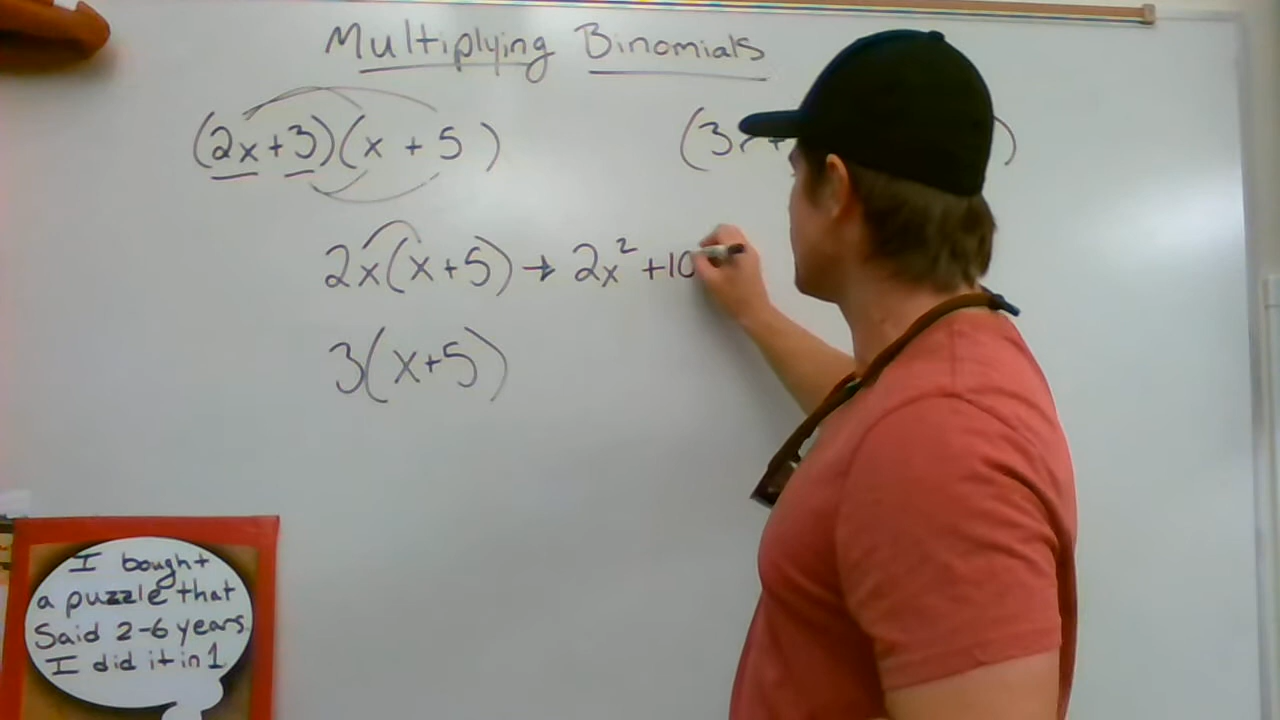 Multiplying Binomials
(2x+3)(x + 5)
(3
)
2x(x+5) → 2x² +10
3(x+5)
I bought
a puzzle that
Said 2-6 years
I did it in 1